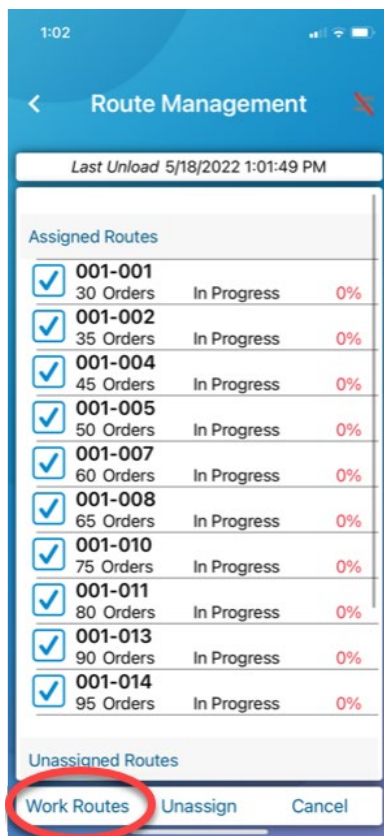 1:02
Route Management
Last Unload 5/18/2022 1:01:49 PM
Assigned Routes
001-001
30 Orders In Progress 0%
001-002
35 Orders In Progress 0%
001-004
45 Orders In Progress 0%
001-005
50 Orders In Progress 0%
001-007
60 Orders In Progress 0%
001-008
65 Orders In Progress 0%
001-010
75 Orders In Progress 0%
001-011
80 Orders In Progress 0%
001-013
90 Orders In Progress 0%
001-014
95 Orders In Progress 0%
Unassigned Routes
Work Routes Unassign Cancel